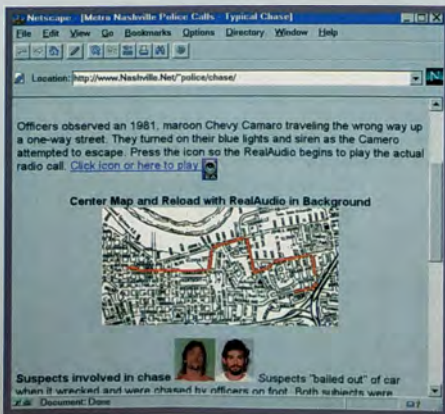 Netscape - [Metro Nashville Police Calls - Typical Chase]
File Edit View Go Bookmarks Options Directory Window Help
Location: http://www.Nashville.Net/~police/chase/
N
Officers observed an 1981, maroon Chevy Camaro traveling the wrong way up
a one-way street. They turned on their blue lights and siren as the Camero
attempted to escape. Press the icon so the RealAudio begins to play the actual
radio call. Click icon or here to play
Center Map and Reload with RealAudio in Background
Suspects involved in chase Suspects "bailed out" of car
when it wrecked and were chased by officers on foot. Both subjects were
Document: Done